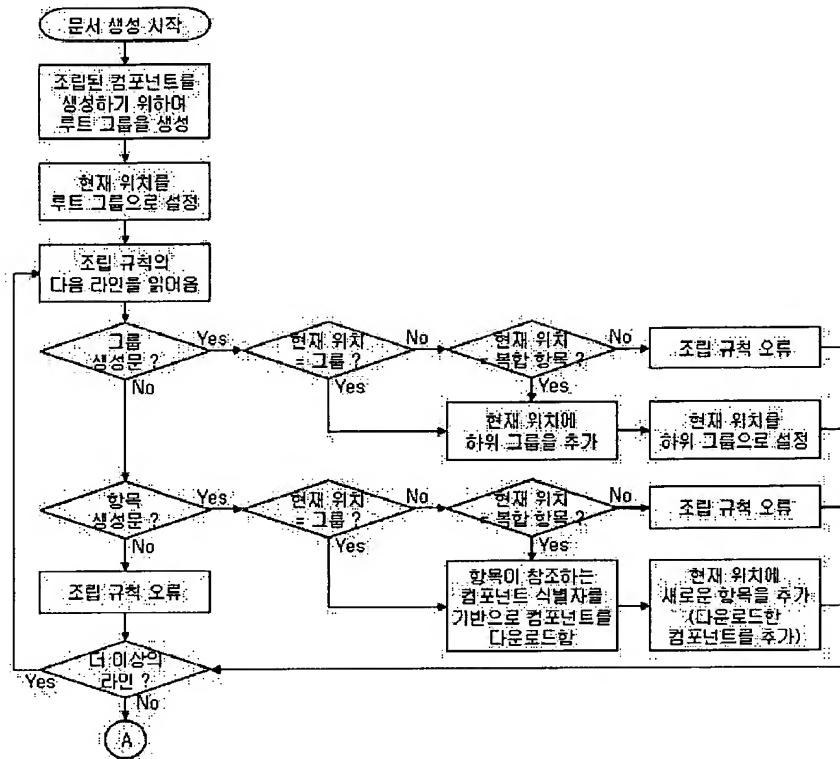 문서 생성 시작
조립된 컴포넌트를
생성하기 위하여
루트 그룹을 생성
현재 위치를
루트 그룹으로 설정
조립 규칙의
다음 라인를 읽어옴
그룹
생성문 ?
Yes
No
현재 위치
= 그룹 ?
No
Yes
현재 위치
= 복합 항목 ?
No
Yes
조립 규칙 오류
현재 위치에
하위 그룹을 추가
현재 위치를
하위 그룹으로 설정
항목
생성문 ?
Yes
No
현재 위치
= 그룹 ?
No
Yes
현재 위치
= 복합 항목 ?
No
Yes
조립 규칙 오류
조립 규칙 오류
항목이 참조하는
컴포넌트 식별자를
기반으로 컴포넌트를
다운로드함
현재 위치에
새로운 항목을 추가
(다운로드한
컴포넌트를 추가)
더 이상의
라인 ?
Yes
No
A